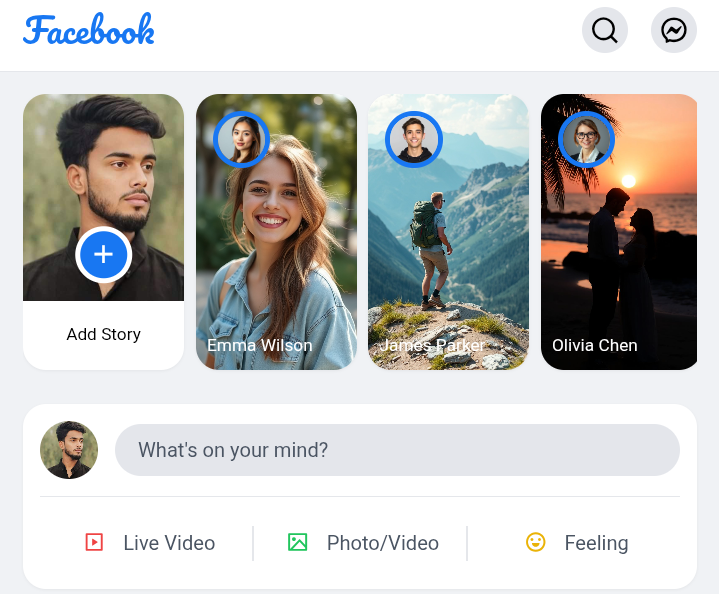 Facebook
Add Story
Emma Wilson
James Parker
Olivia Chen
What's on your mind?
Live Video
Photo/Video
Feeling